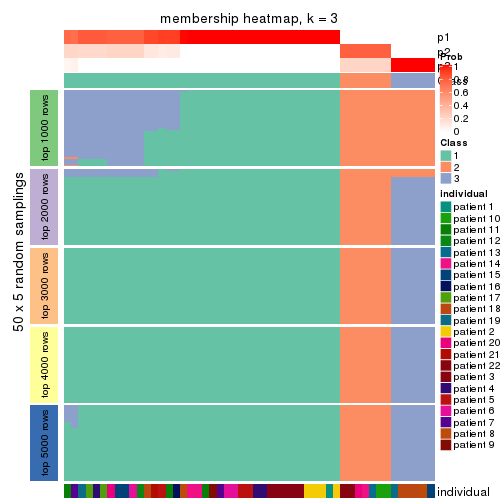 membership heatmap, k = 3
p1
p2
p3
Class
Prob
1
0.8
0.6
0.4
0.2
0
Class
1
2
3
individual
patient 1
patient 10
patient 11
patient 12
patient 13
patient 14
patient 15
patient 16
patient 17
patient 18
patient 19
patient 2
patient 20
patient 21
patient 22
patient 3
patient 4
patient 5
patient 6
patient 7
patient 8
patient 9
50 x 5 random samplings
top 1000 rows
top 2000 rows
top 3000 rows
top 4000 rows
top 5000 rows
individual